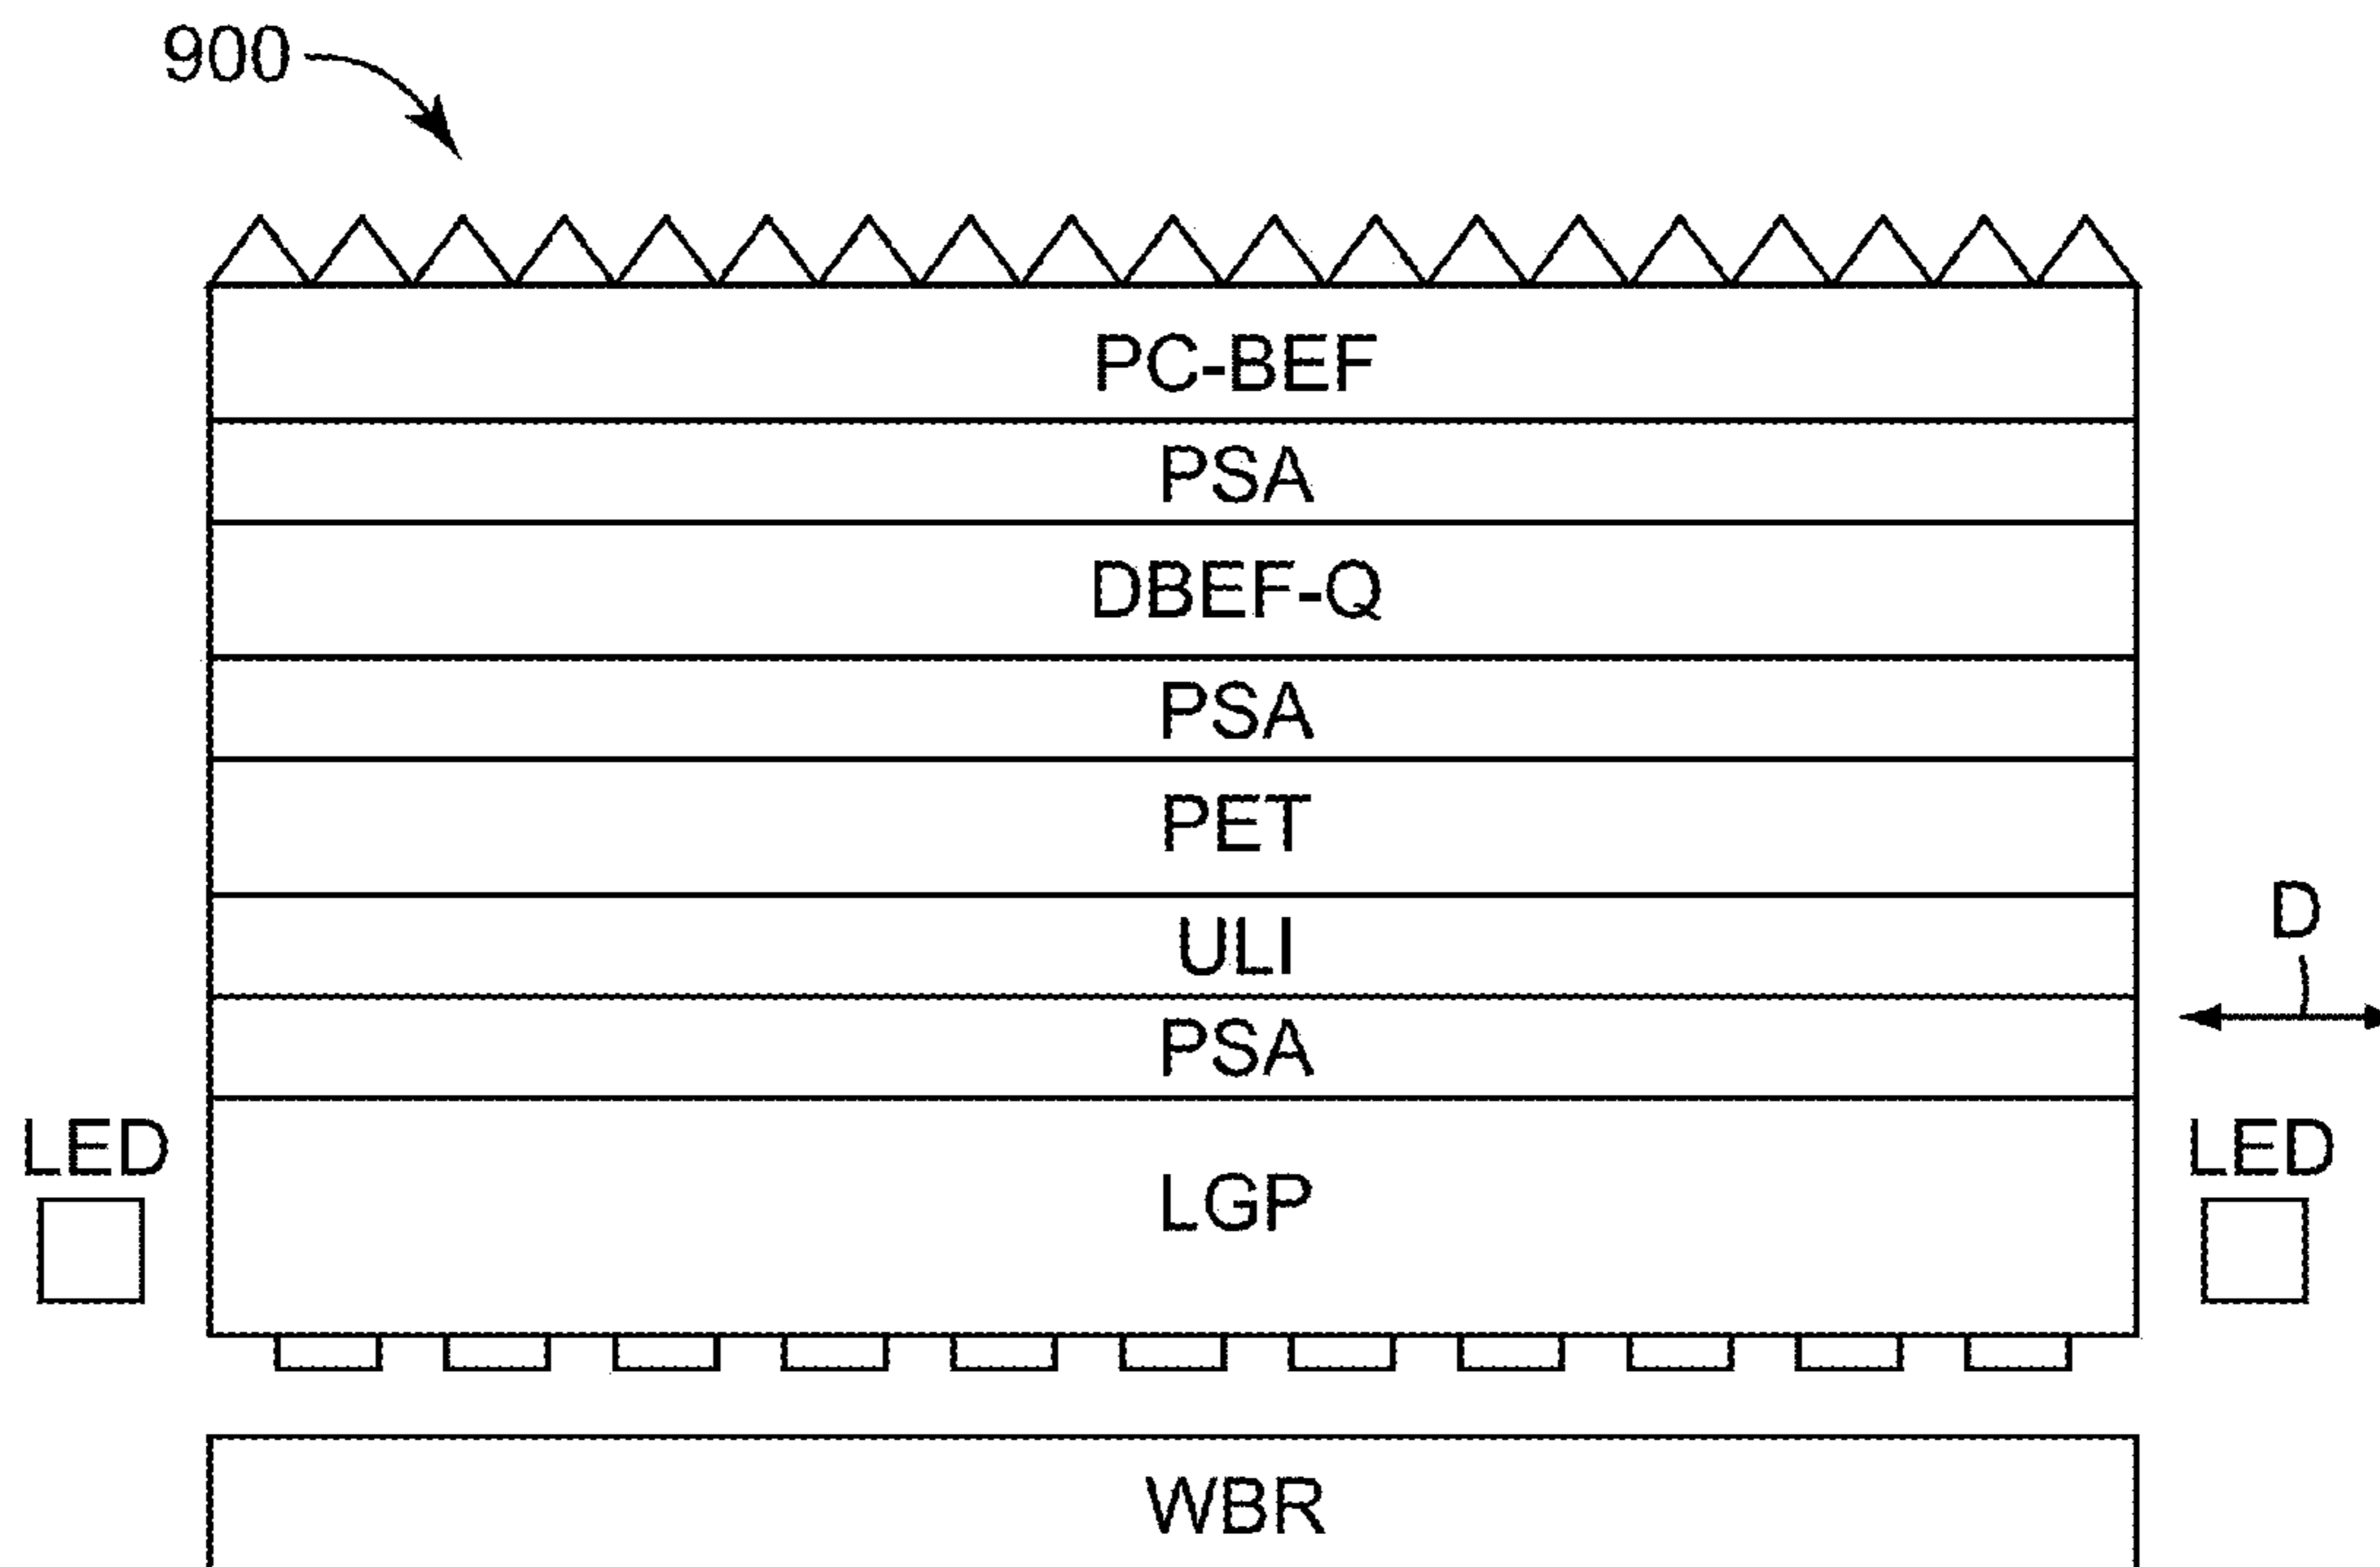 900
PC-BEF
PSA
DBEF-Q
PSA
PET
ULI
D
PSA
LED
LED
LGP
WBR